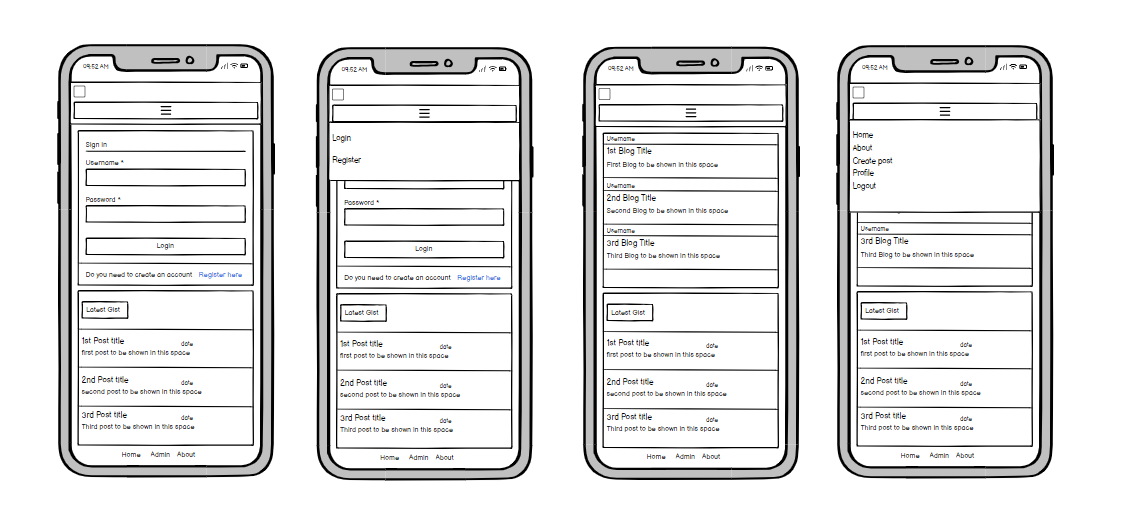 09:52 AM
Sign in
Username *
Password *
Login
Do you need to create an account Register here
Latest Gist
1st Post title
date
first post to be shown in this space
2nd Post title
date
second post to be shown in this space
3rd Post title
date
Third post to be shown in this space
Home Admin About
09:52 AM
Login
Register
Password *
Login
Do you need to create an account Register here
Latest Gist
1st Post title
date
first post to be shown in this space
2nd Post title
date
second post to be shown in this space
3rd Post title
date
Third post to be shown in this space
Home Admin About
09:52 AM
Username
1st Blog Title
First Blog to be shown in this space
Username
2nd Blog Title
Second Blog to be shown in this space
Username
3rd Blog Title
Third Blog to be shown in this space
Latest Gist
1st Post title
date
first post to be shown in this space
2nd Post title
date
second post to be shown in this space
3rd Post title
date
Third post to be shown in this space
Home Admin About
09:52 AM
Home
About
Create post
Profile
Logout
Username
3rd Blog Title
Third Blog to be shown in this space
Latest Gist
1st Post title
date
first post to be shown in this space
2nd Post title
date
second post to be shown in this space
3rd Post title
date
Third post to be shown in this space
Home Admin About